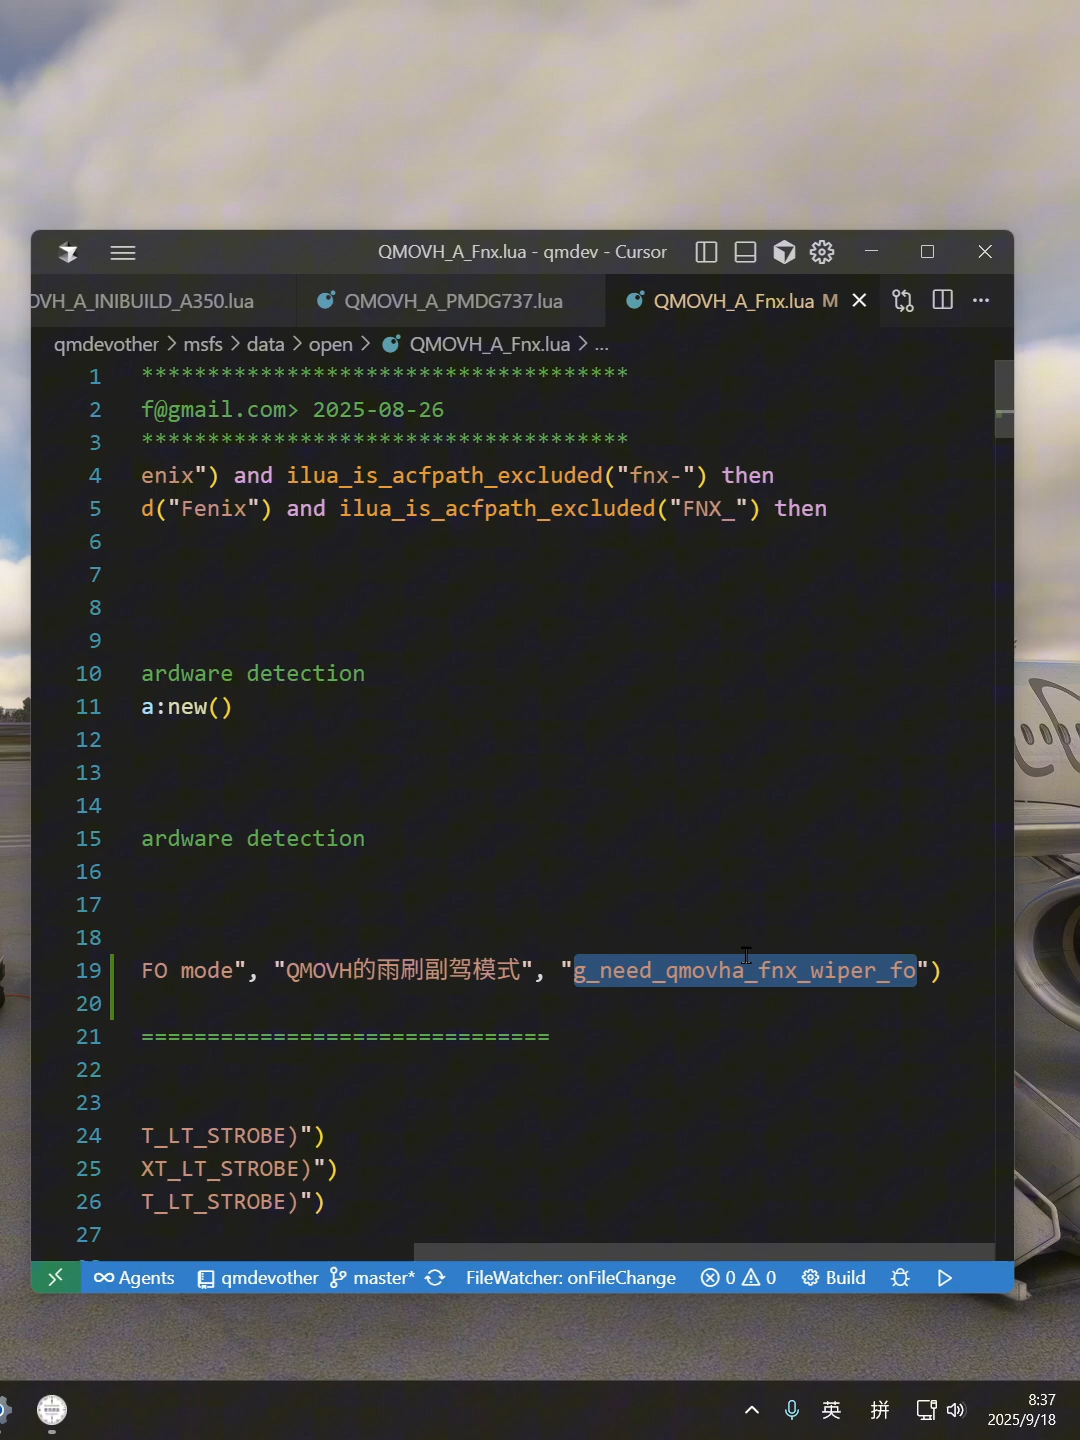 QMOVH_A_Fnx.lua - qmdev - Cursor
OVH_A_INIBUILD_A350.lua
QMOVH_A_PMDG737.lua
QMOVH_A_Fnx.lua M
qmdevother > msfs > data > open > QMOVH_A_Fnx.lua > ...
1 *************************************
2 f@gmail.com> 2025-08-26
3 *************************************
4 enix") and ilua_is_acfpath_excluded("fnx-") then
5 d("Fenix") and ilua_is_acfpath_excluded("FNX_") then
6
7
8
9
10 ardware detection
11 a:new()
12
13
14
15 ardware detection
16
17
18
19 FO mode", "QMOVH的雨刷副驾模式", "g_need_qmovha_fnx_wiper_fo")
20
21 ===============================
22
23
24 T_LT_STROBE)")
25 XT_LT_STROBE)")
26 T_LT_STROBE)")
27
Agents qmdevother master* FileWatcher: onFileChange 0 0 Build
英 拼 8:37
2025/9/18